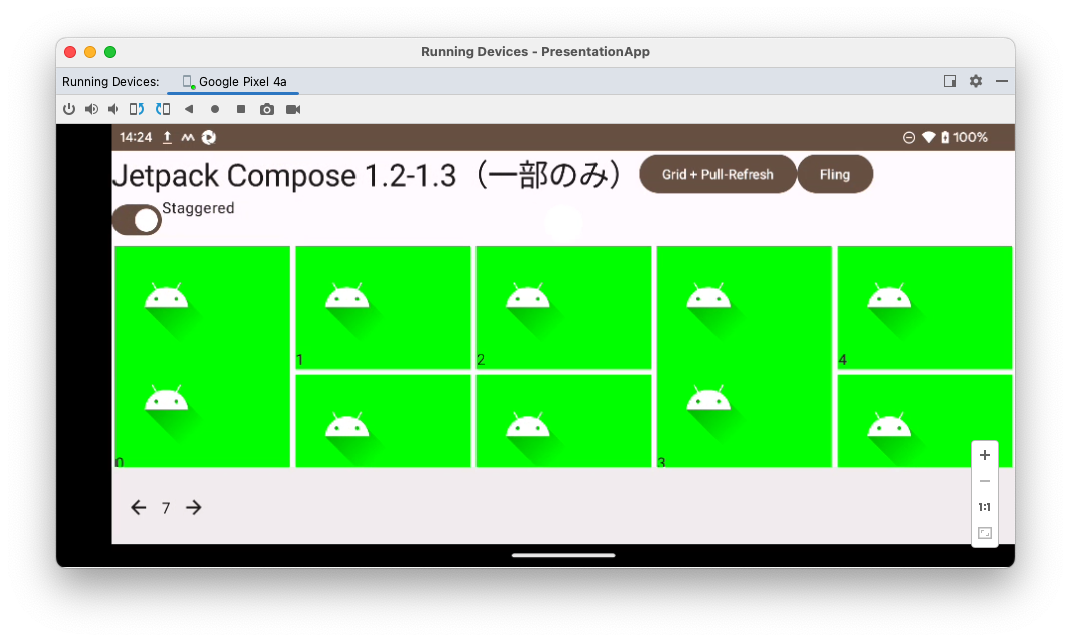 Running Devices - PresentationApp
Running Devices: Google Pixel 4a
14:24 100%
Jetpack Compose 1.2-1.3（一部のみ） Grid + Pull-Refresh Fling
Staggered
1 2 4
0 3
7
1:1